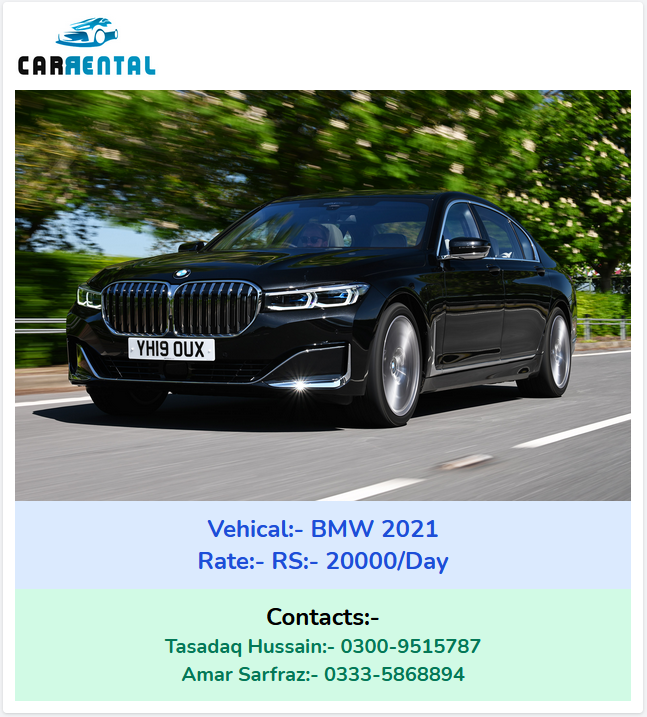 CARRENTAL
YH19 OUX
Vehical:- BMW 2021
Rate:- RS:- 20000/Day
Contacts:-
Tasadaq Hussain:- 0300-9515787
Amar Sarfraz:- 0333-5868894